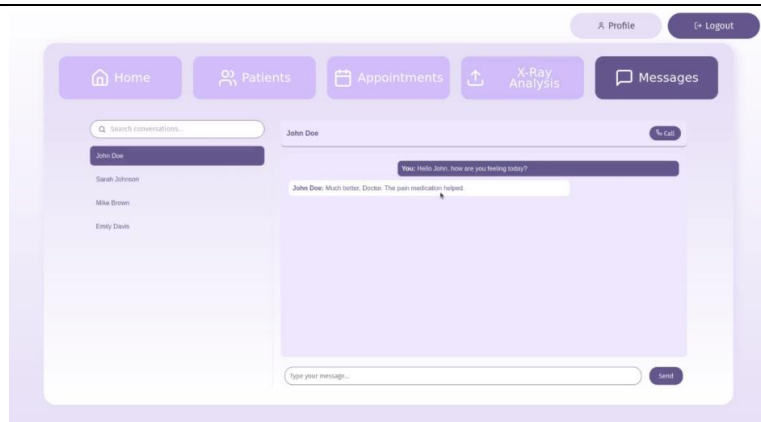 Profile
Logout
Home
Patients
Appointments
X-Ray
Analysis
Messages
Search conversations...
John Doe
Call
John Doe
Sarah Johnson
Mike Brown
Emily Davis
You: Hello John, how are you feeling today?
John Doe: Much better, Doctor. The pain medication helped.
Type your message...
Send